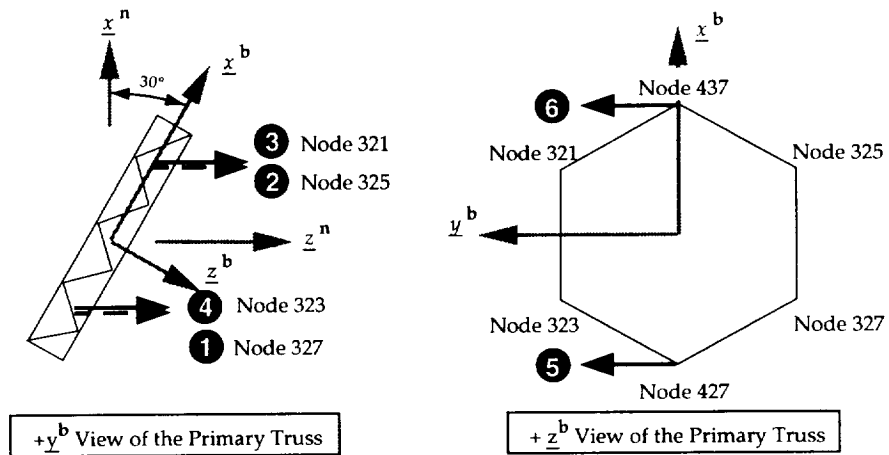 x n
x b
30°
3 Node 321
2 Node 325
z n
z b
4 Node 323
1 Node 327
+y b View of the Primary Truss
x b
Node 437
6
321
Node 325
y b
Node 323
Node 327
5
Node 427
+ z b View of the Primary Truss